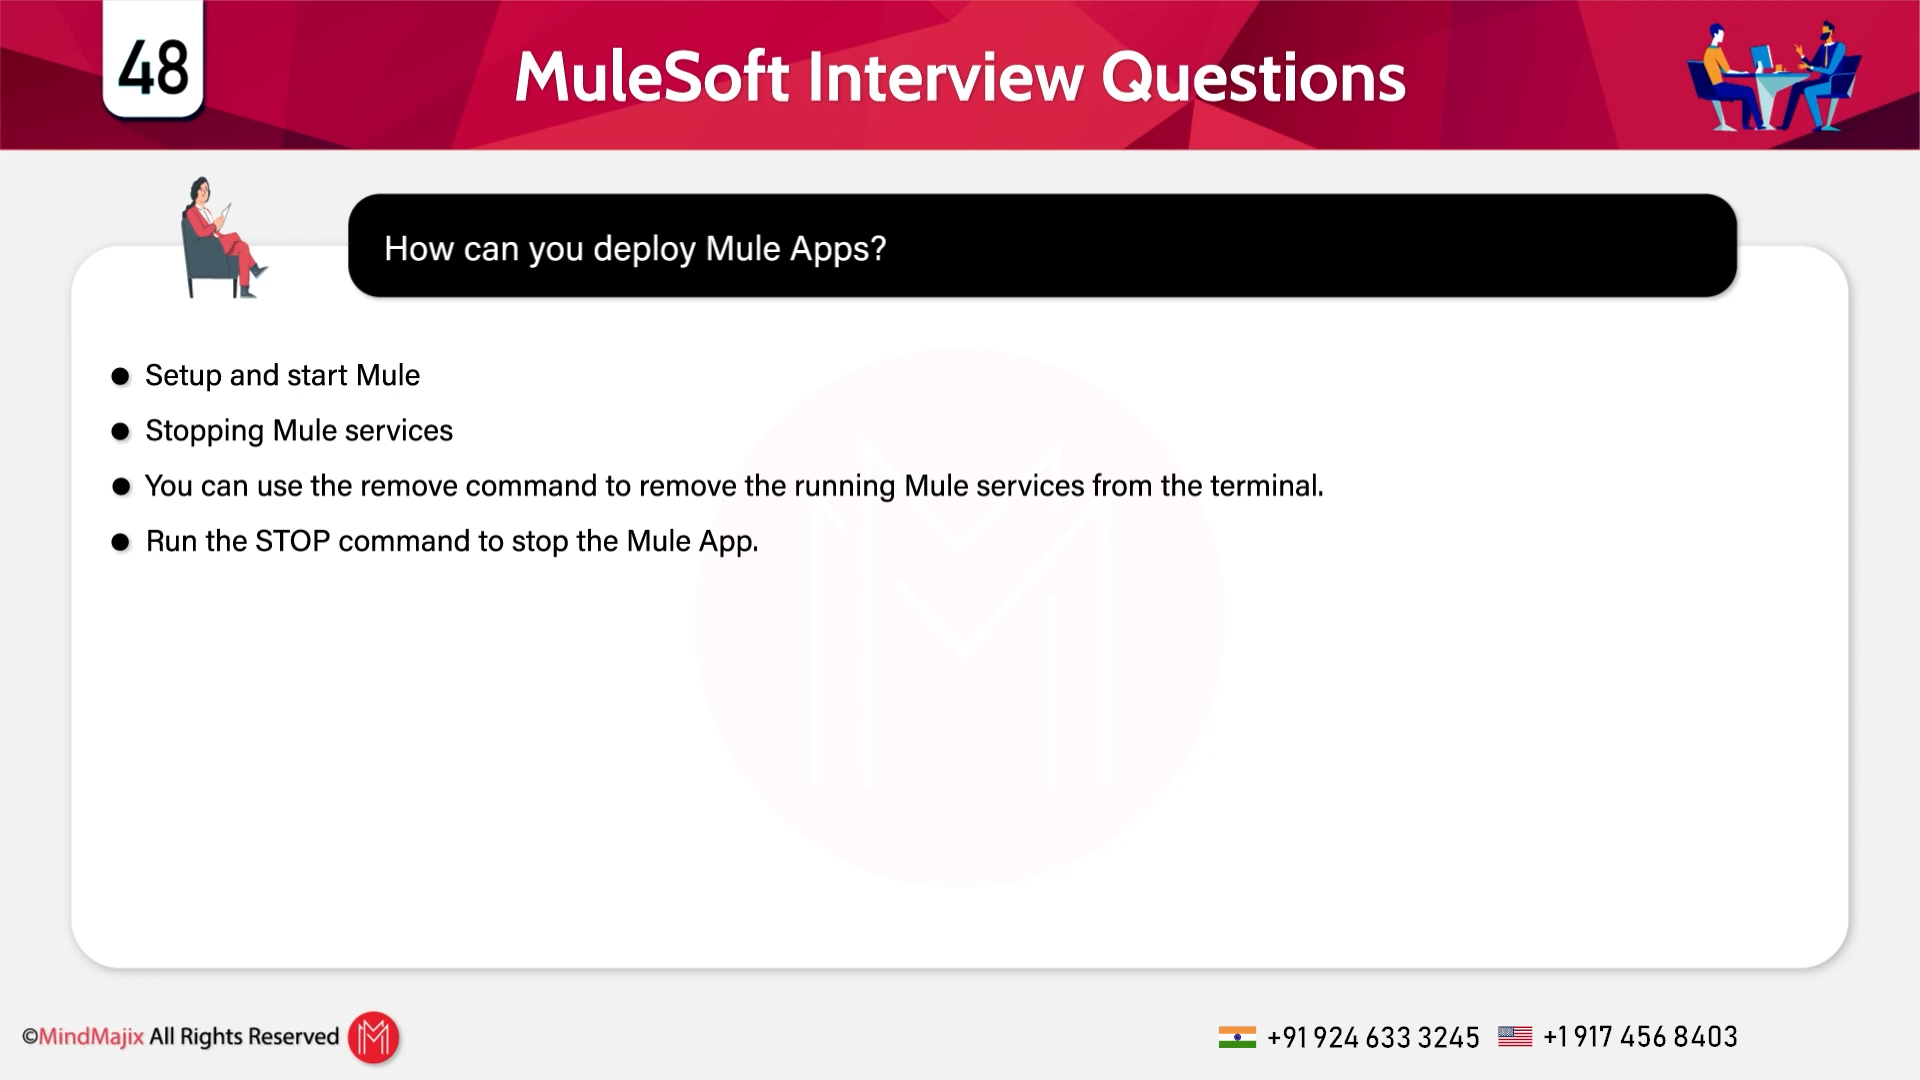 48
MuleSoft Interview Questions
How can you deploy Mule Apps?
● Setup and start Mule
● Stopping Mule services
● You can use the remove command to remove the running Mule services from the terminal.
● Run the STOP command to stop the Mule App.
©MindMajix All Rights Reserved
+91 924 633 3245 +1 917 456 8403